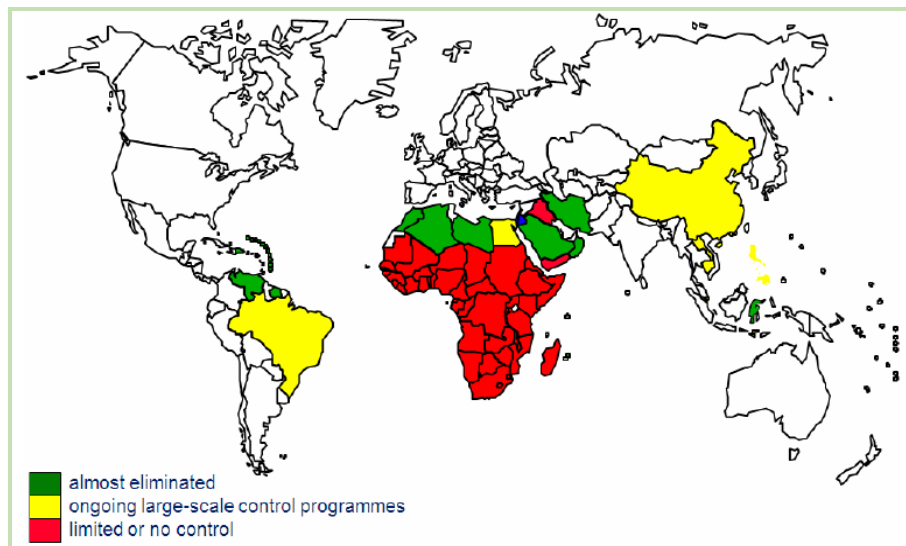 almost eliminated
ongoing large-scale control programmes
limited or no control